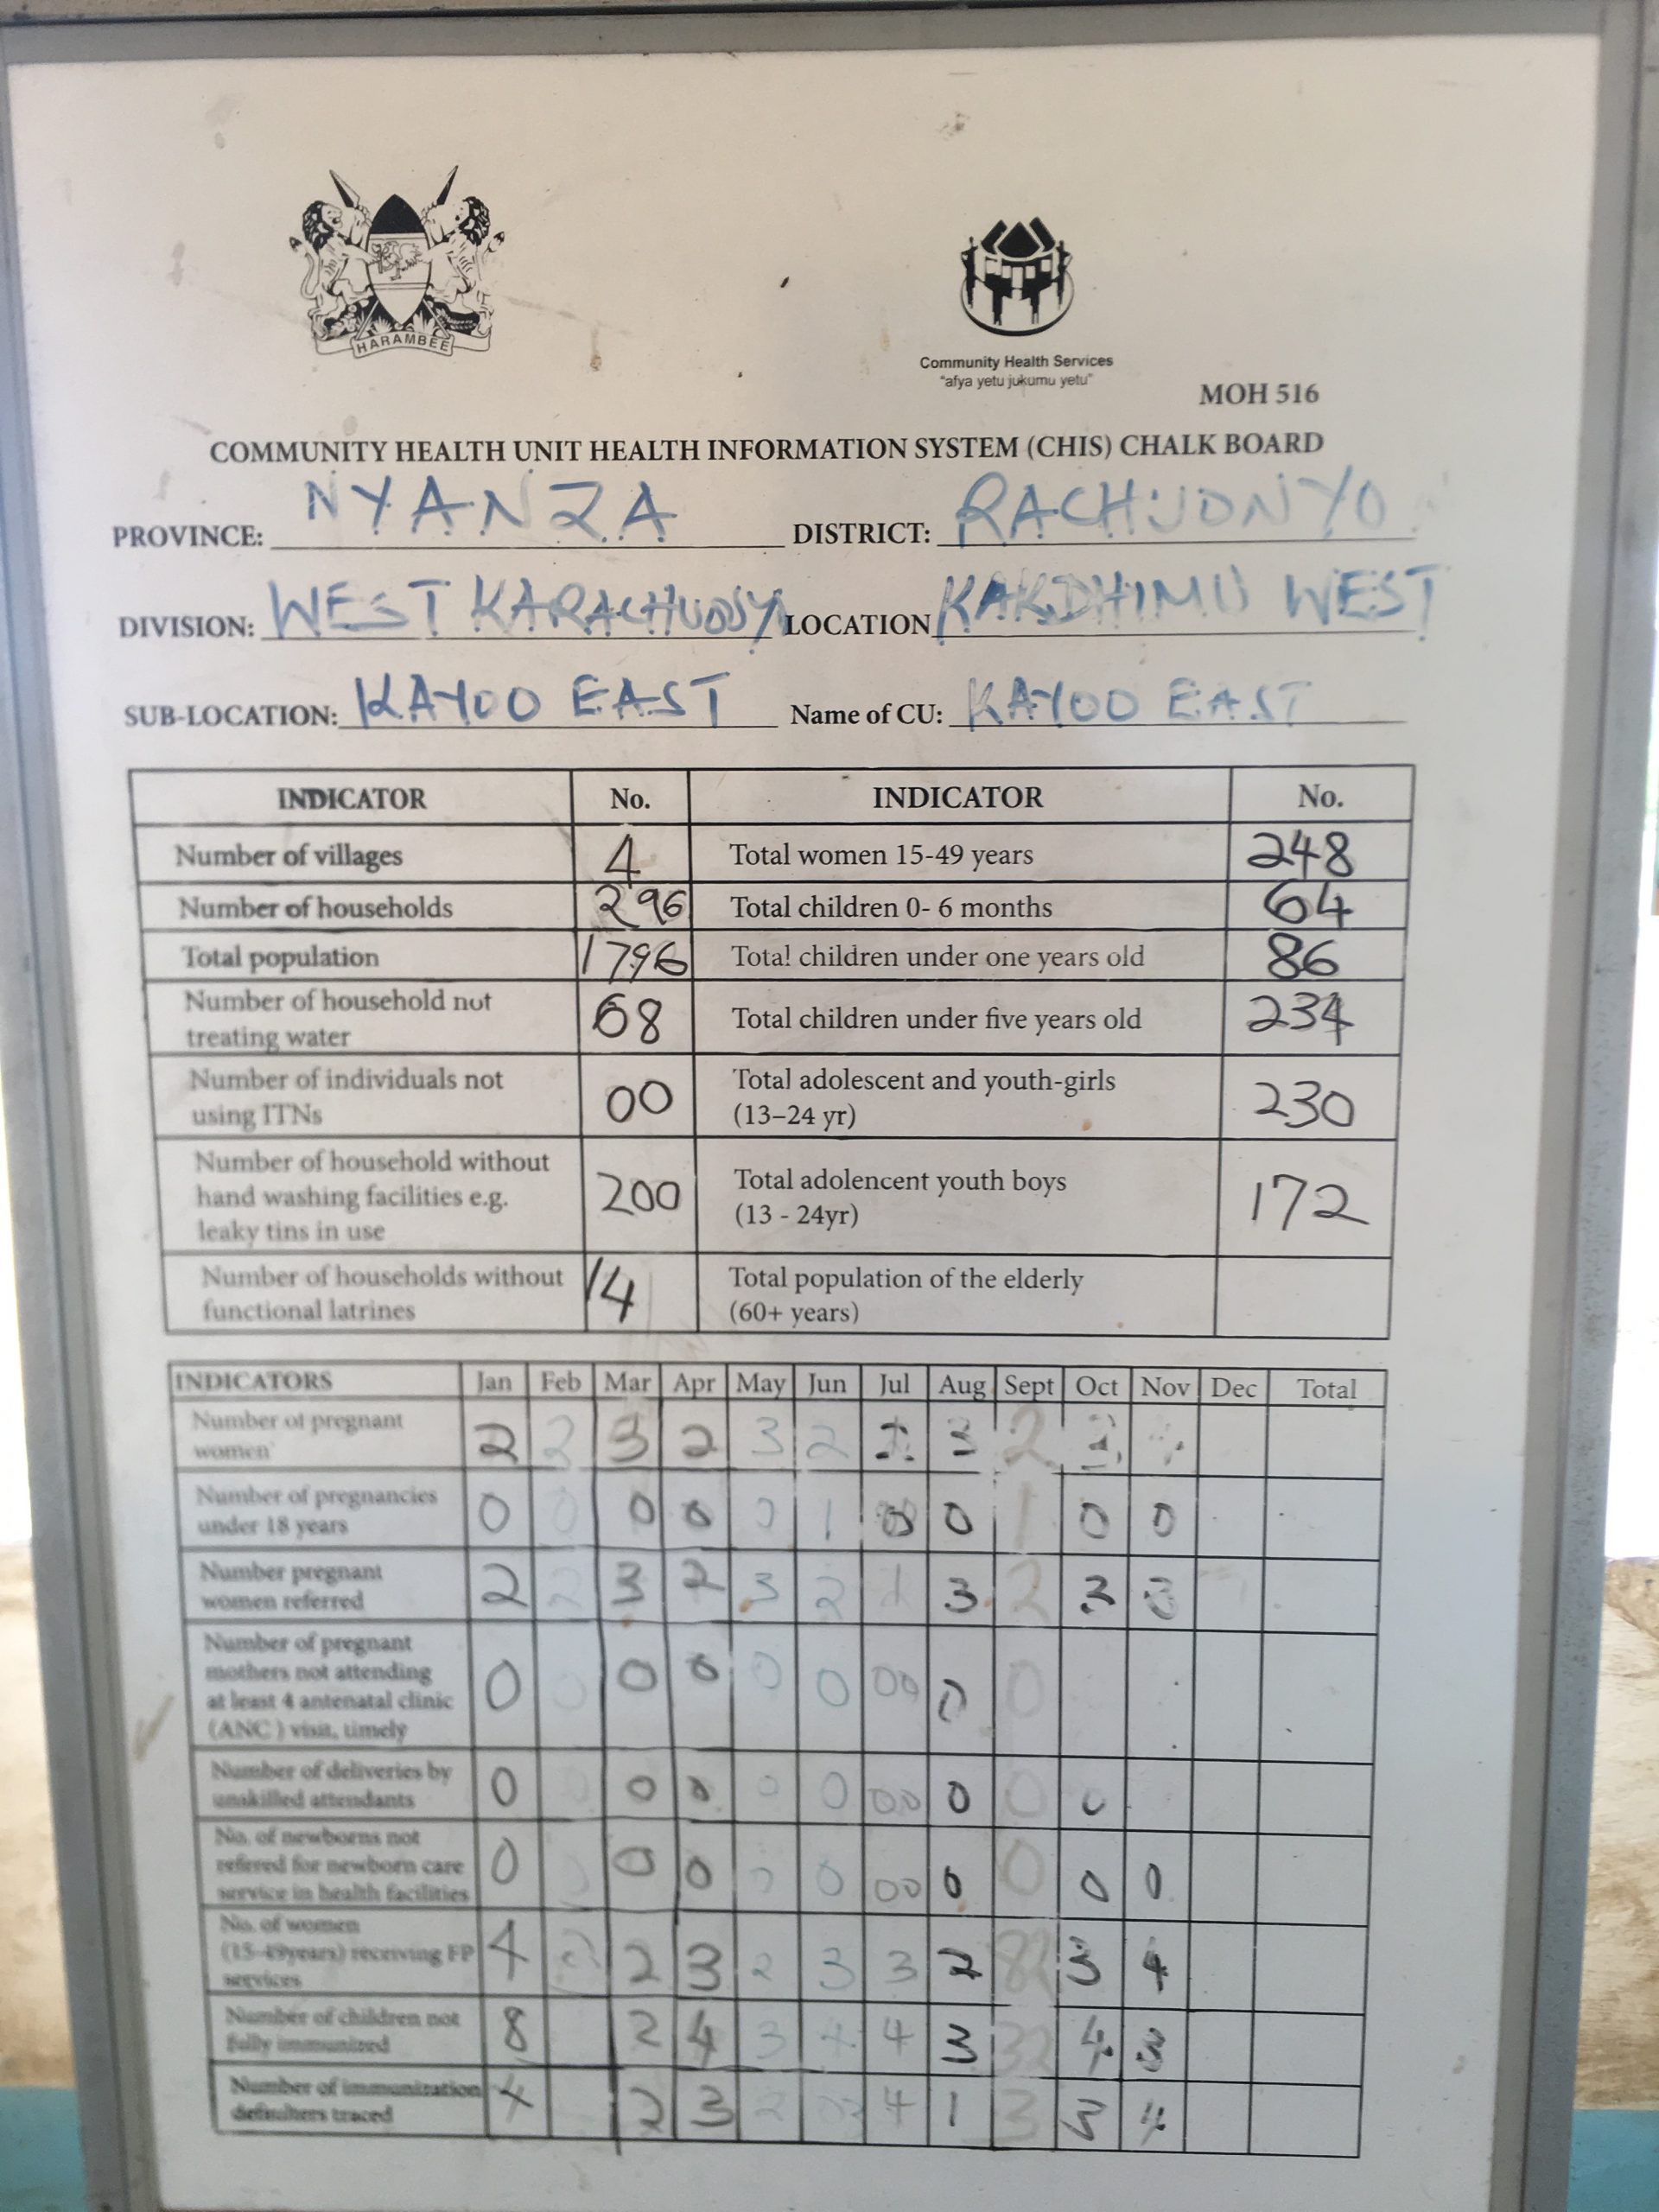 HARAMBEE
Community Health Services
"afya yetu jukumu yetu"
MOH 516
COMMUNITY HEALTH UNIT HEALTH INFORMATION SYSTEM (CHIS) CHALK BOARD
PROVINCE: NYANZA DISTRICT: RACHUONYO
DIVISION: WEST KARACHUONYO LOCATION KAKDHIMU WEST
SUB-LOCATION: KAYOO EAST Name of CU: KAYOO EAST
INDICATOR No. INDICATOR No.
Number of villages 4 Total women 15-49 years 248
Number of households 296 Total children 0- 6 months 64
Total population 1796 Total children under one years old 86
Number of household not
treating water 68 Total children under five years old 234
Number of individuals not
using ITNs 00 Total adolescent and youth-girls
(13–24 yr) 230
Number of household without
hand washing facilities e.g.
leaky tins in use 200 Total adolencent youth boys
(13 - 24yr) 172
Number of households without
functional latrines 14 Total population of the elderly
(60+ years)
INDICATORS Jan Feb Mar Apr May Jun Jul Aug Sept Oct Nov Dec Total
Number of pregnant
women 2 2 3 2 3 2 3 2
Number of pregnancies
under 18 years 0 0 0 0 0 1 0 1 0 0
Number pregnant
women referred 2 2 3 2 3 2 1 3 2 3 3
Number of pregnant
mothers not attending
at least 4 antenatal clinic
(ANC ) visit, timely 0 0 0 0 0 0 00 0 0
Number of deliveries by
unskilled attendants 0 0 0 0 0 00 0 0 0
No. of newborns not
refered for newborn care
service in health facilities 0 0 0 0 0 00 0 0 0 0
No. of women
(15-49years) receiving FP
services 4 2 3 2 3 3 2 3 4
Number of children not
fully immunized 8 2 4 3 4 4 3 4 3
Number of immunization
defaulters traced 4 2 3 2 4 1 3 3 4